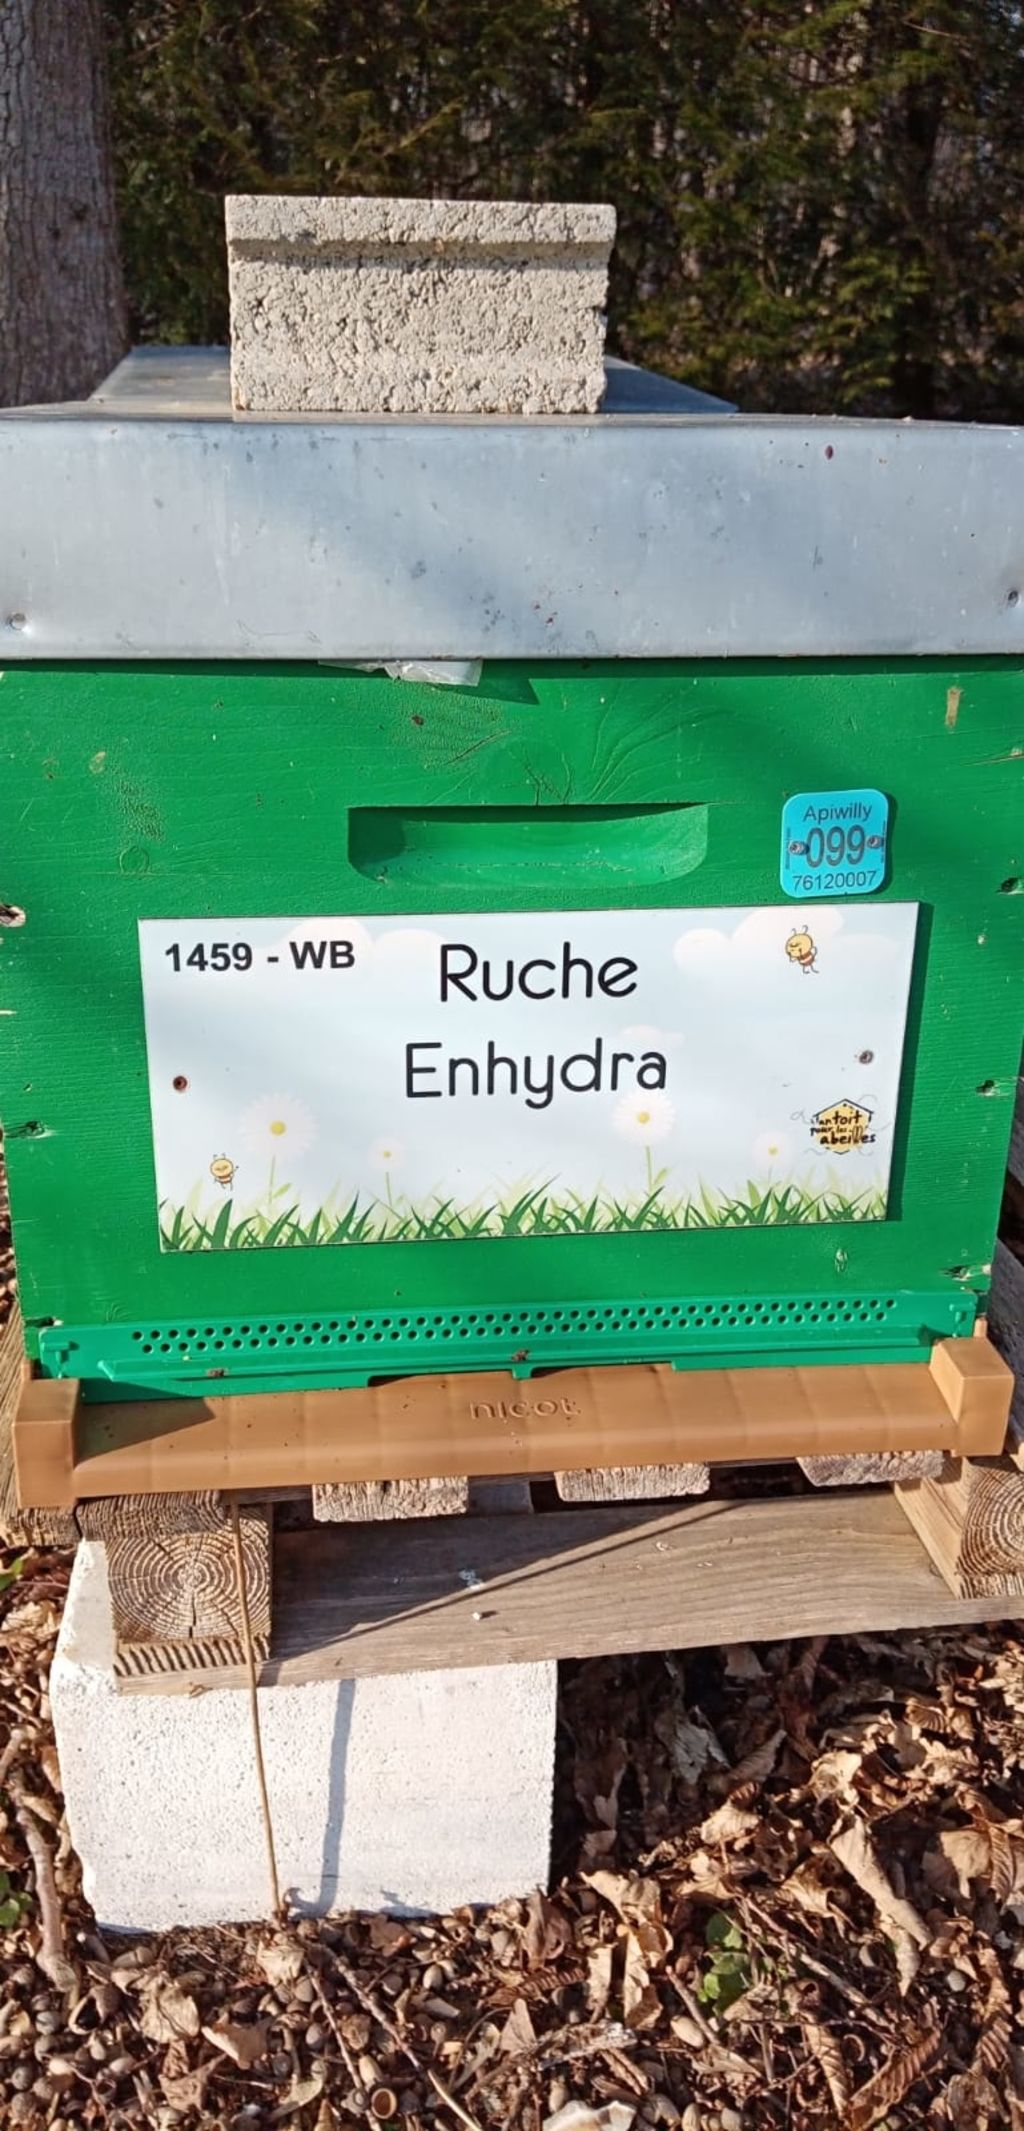 Apiwilly
099
76120007
1459 - WB
Ruche
Enhydra
un toit
pour les
abeilles
nicot